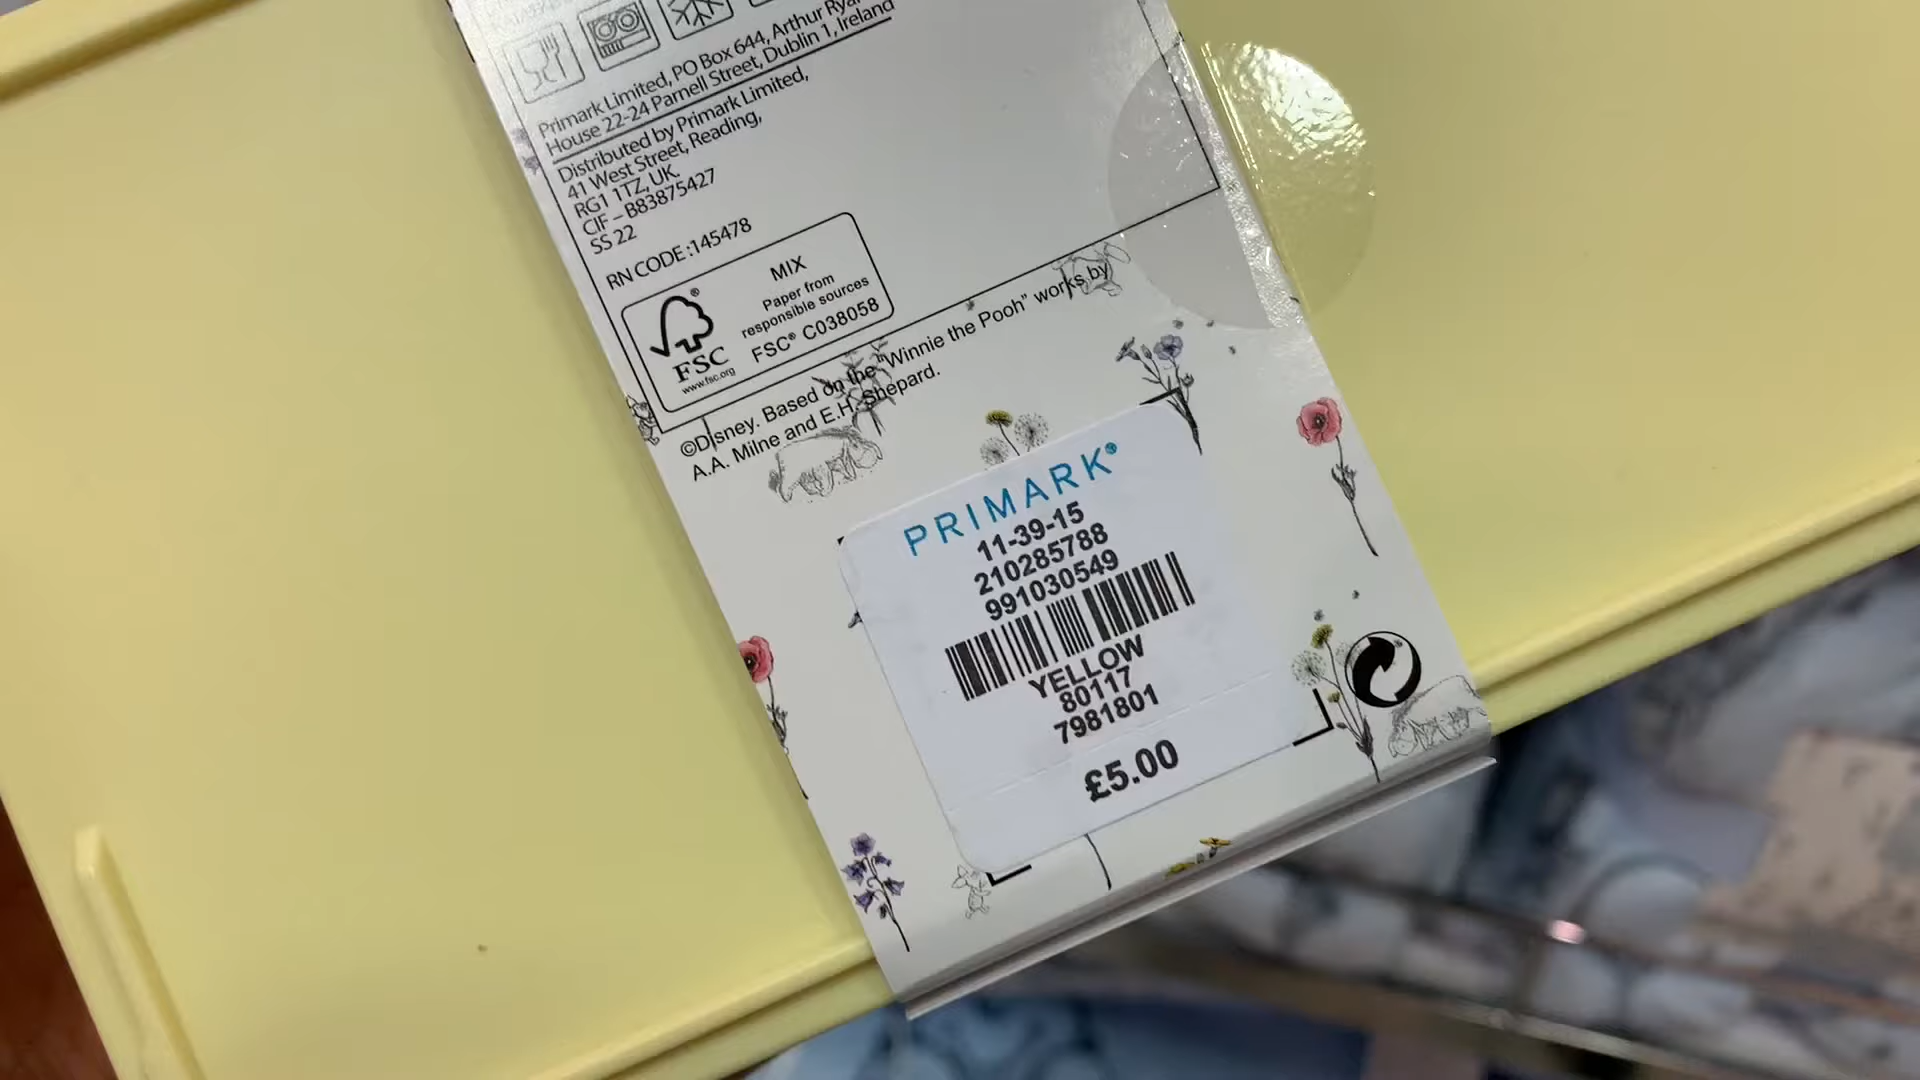 Primark Limited, PO Box 644, Arthur Ryan
House 22-24 Parnell Street, Dublin 1, Ireland
Distributed by Primark Limited,
41 West Street, Reading,
RG1 1TZ, UK.
CIF – B83875427
SS 22
RN CODE :145478
MIX
Paper from
responsible sources
FSC® C038058
FSC
www.fsc.org
©Disney. Based on the "Winnie the Pooh" works by
A.A. Milne and E.H. Shepard.
PRIMARK®
11-39-15
210285788
991030549
YELLOW
80117
7981801
£5.00